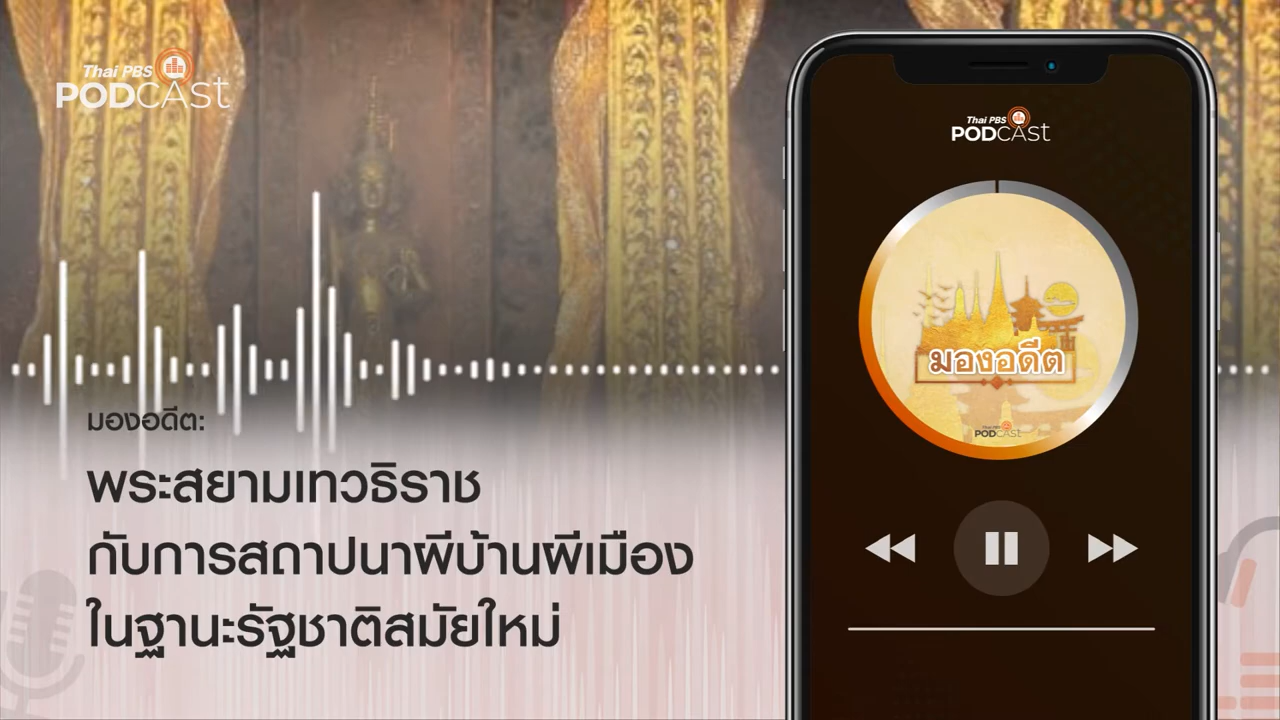 Thai PBS
PODCAST
มองอดีต:
พระสยามเทวธิราช
กับการสถาปนาผีบ้านผีเมือง
ในฐานะรัฐชาติสมัยใหม่
Thai PBS
PODCAST
มองอดีต
Thai PBS
PODCAST